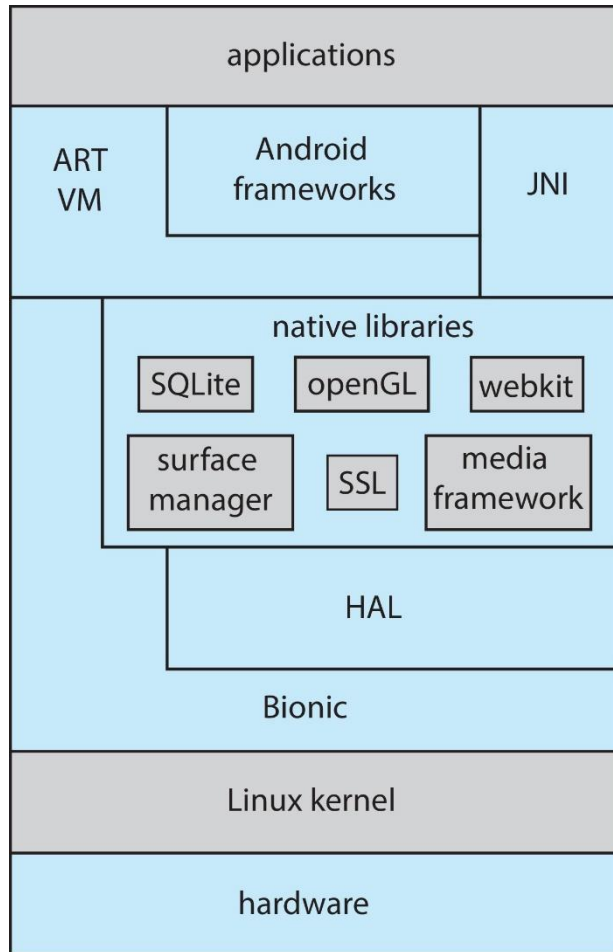 applications
ART
VM
Android
frameworks
JNI
native libraries
SQLite
openGL
webkit
surface
manager
SSL
media
framework
HAL
Bionic
Linux kernel
hardware